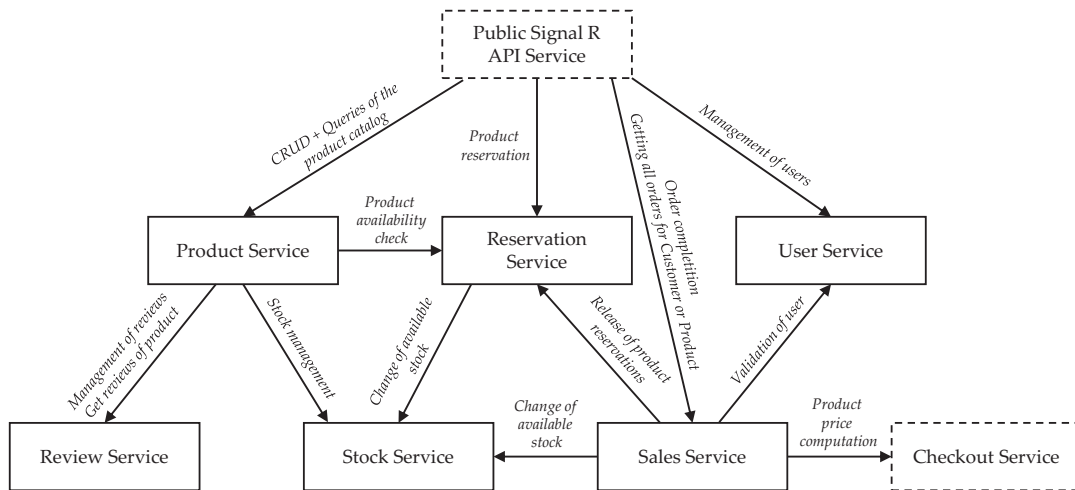 Public Signal R
API Service
CRUD + Queries of the
product catalog
Product
reservation
Order completition
Getting all orders for Customer or Product
Management of users
Product
availability
check
Product Service
Reservation
Service
User Service
Management of reviews
Get reviews of product
Stock management
Change of available
stock
Release of product
reservations
Validation of user
Change of
available
stock
Product
price
computation
Review Service
Stock Service
Sales Service
Checkout Service